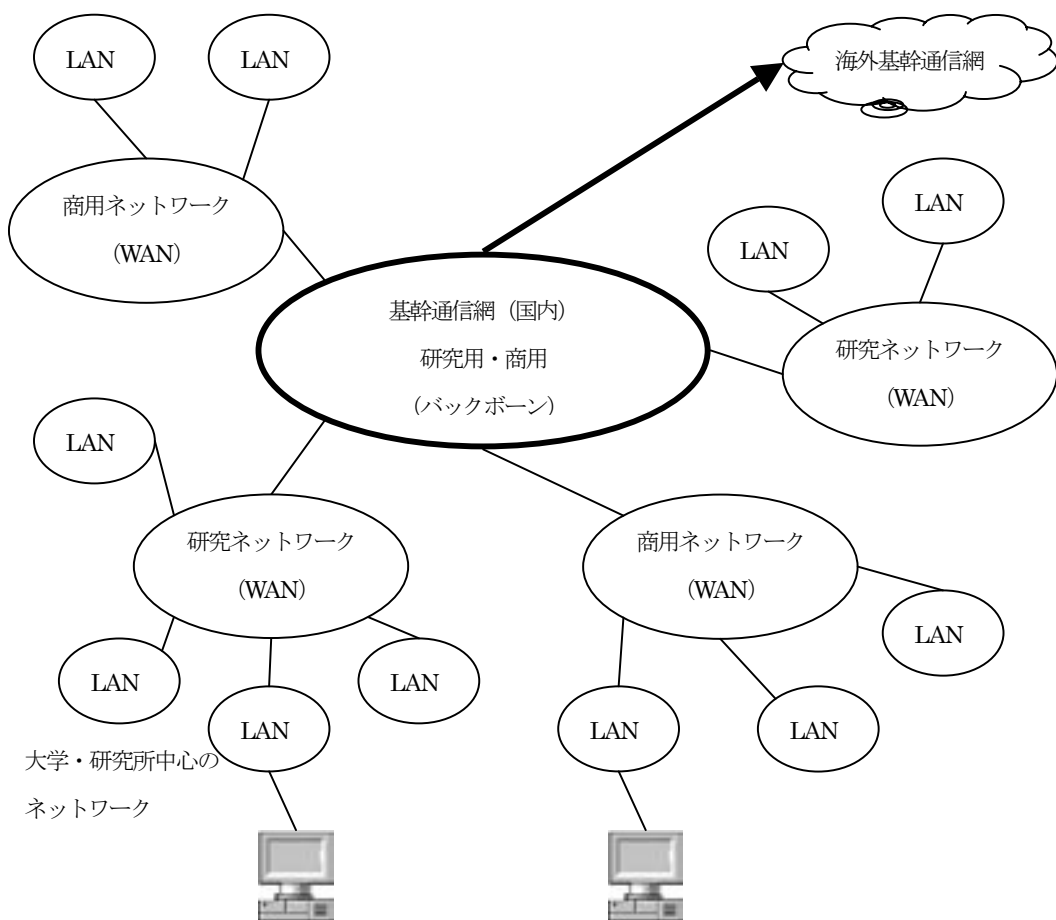 LAN
LAN
海外基幹通信網
商用ネットワーク
(WAN)
LAN
LAN
基幹通信網（国内）
研究用・商用
（バックボーン）
研究ネットワーク
(WAN)
LAN
研究ネットワーク
(WAN)
商用ネットワーク
(WAN)
LAN
LAN
LAN
LAN
LAN
LAN
大学・研究所中心の
ネットワーク